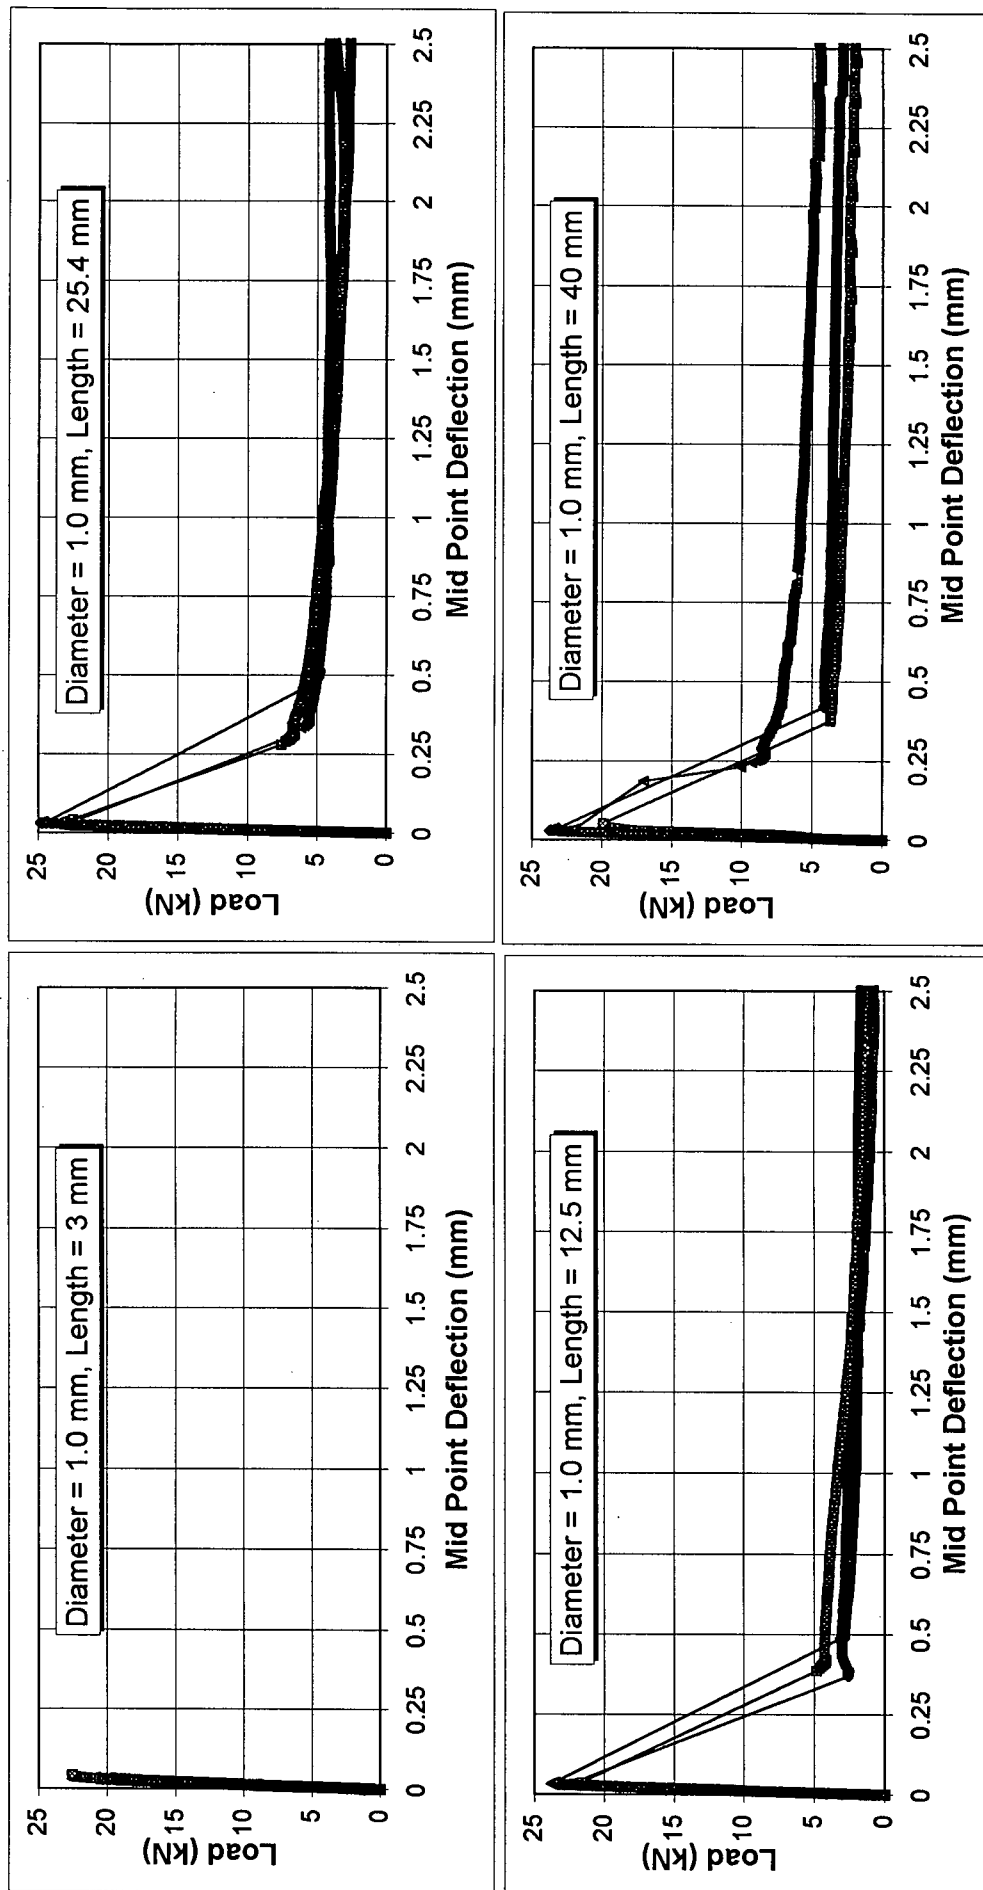 Diameter = 1.0 mm, Length = 3 mm
Load (kN)
25
20
15
10
5
0
0 0.25 0.5 0.75 1 1.25 1.5 1.75 2 2.25 2.5
Mid Point Deflection (mm)
Diameter = 1.0 mm, Length = 25.4 mm
Load (kN)
25
20
15
10
5
0
0 0.25 0.5 0.75 1 1.25 1.5 1.75 2 2.25 2.5
Mid Point Deflection (mm)
Diameter = 1.0 mm, Length = 12.5 mm
Load (kN)
25
20
15
10
5
0
0 0.25 0.5 0.75 1 1.25 1.5 1.75 2 2.25 2.5
Mid Point Deflection (mm)
Diameter = 1.0 mm, Length = 40 mm
Load (kN)
25
20
15
10
5
0
0 0.25 0.5 0.75 1 1.25 1.5 1.75 2 2.25 2.5
Mid Point Deflection (mm)